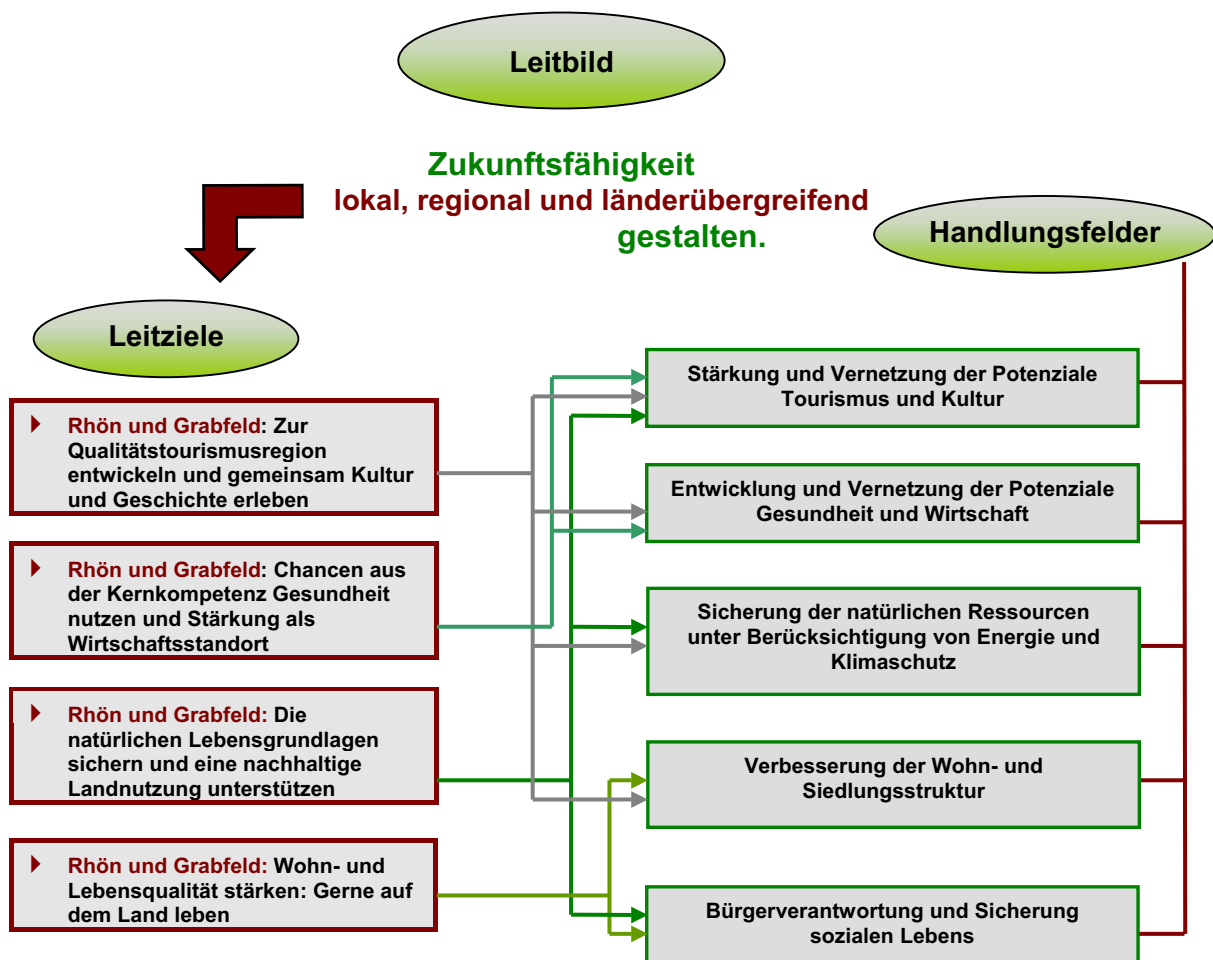 Leitbild
Zukunftsfähigkeit
lokal, regional und länderübergreifend
gestalten.
Handlungsfelder
Leitziele
Rhön und Grabfeld: Zur
Qualitätstourismusregion
entwickeln und gemeinsam Kultur
und Geschichte erleben
Rhön und Grabfeld: Chancen aus
der Kernkompetenz Gesundheit
nutzen und Stärkung als
Wirtschaftsstandort
Rhön und Grabfeld: Die
natürlichen Lebensgrundlagen
sichern und eine nachhaltige
Landnutzung unterstützen
Rhön und Grabfeld: Wohn- und
Lebensqualität stärken: Gerne auf
dem Land leben
Stärkung und Vernetzung der Potenziale
Tourismus und Kultur
Entwicklung und Vernetzung der Potenziale
Gesundheit und Wirtschaft
Sicherung der natürlichen Ressourcen
unter Berücksichtigung von Energie und
Klimaschutz
Verbesserung der Wohn- und
Siedlungsstruktur
Bürgerverantwortung und Sicherung
sozialen Lebens